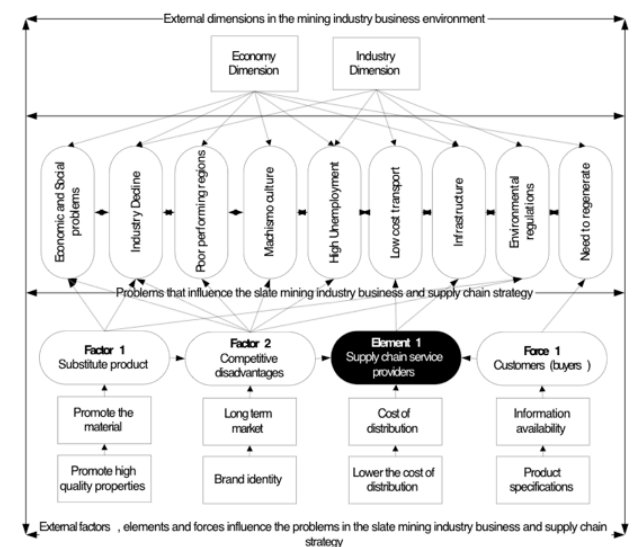 External dimensions in the mining industry business environment
Economy
Dimension
Industry
Dimension
Economic and Social
problems
Industry Decline
Poor performing regions
Machismo culture
High Unemployment
Low cost transport
Infrastructure
Environmental
regulations
Need to regenerate
Problems that influence the slate mining industry business and supply chain strategy
Factor 1
Substitute product
Factor 2
Competitive
disadvantages
Element 1
Supply chain service
providers
Force 1
Customers (buyers )
Promote the
material
Long term
market
Cost of
distribution
Information
availability
Promote high
quality properties
Brand identity
Lower the cost of
distribution
Product
specifications
External factors , elements and forces influence the problems in the slate mining industry business and supply chain
strategy